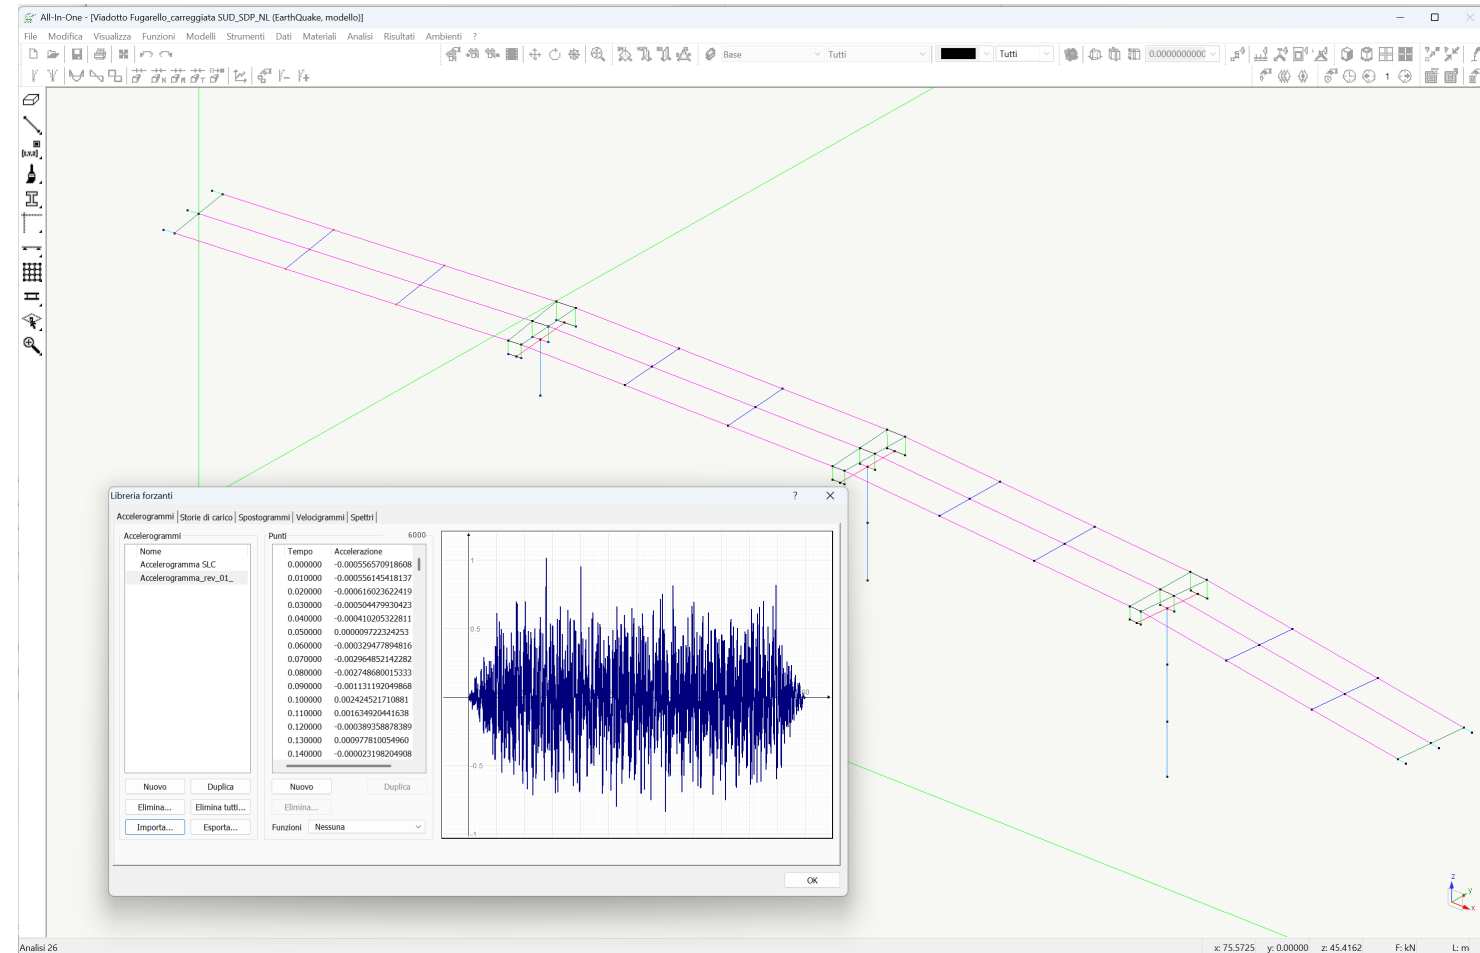 All-In-One - [Viadotto Fugarello_carreggiata SUD_SDP_NL (EarthQuake, modello)]
File Modifica Visualizza Funzioni Modelli Strumenti Dati Materiali Analisi Risultati Ambienti ?
Base Tutti Tutti 0.0000000000
1
[x,y,z]
Libreria forzanti
? X
Accelerogrammi Storie di carico Spostogrammi Velocigrammi Spettri
Accelerogrammi
Nome
Accelerogramma SLC
Accelerogramma_rev_01_
Nuovo Duplica
Elimina... Elimina tutti...
Importa... Esporta...
Punti 6000
Tempo Accelerazione
0.000000 -0.000556570918608
0.010000 -0.000556145418137
0.020000 -0.000616023622419
0.030000 -0.000504479930423
0.040000 -0.000410205322811
0.050000 0.000009722324253
0.060000 -0.000329477894816
0.070000 -0.002964852142282
0.080000 -0.002748680015333
0.090000 -0.001131192049868
0.100000 0.002424521710881
0.110000 0.001634920441638
0.120000 -0.000389358878389
0.130000 0.000977810054960
0.140000 -0.000023198204908
Nuovo Duplica
Elimina...
Funzioni Nessuna
1
0.5
-0.5
-1
60
OK
z
y
x
Analisi 26
x: 75.5725 y: 0.00000 z: 45.4162 F: kN L: m